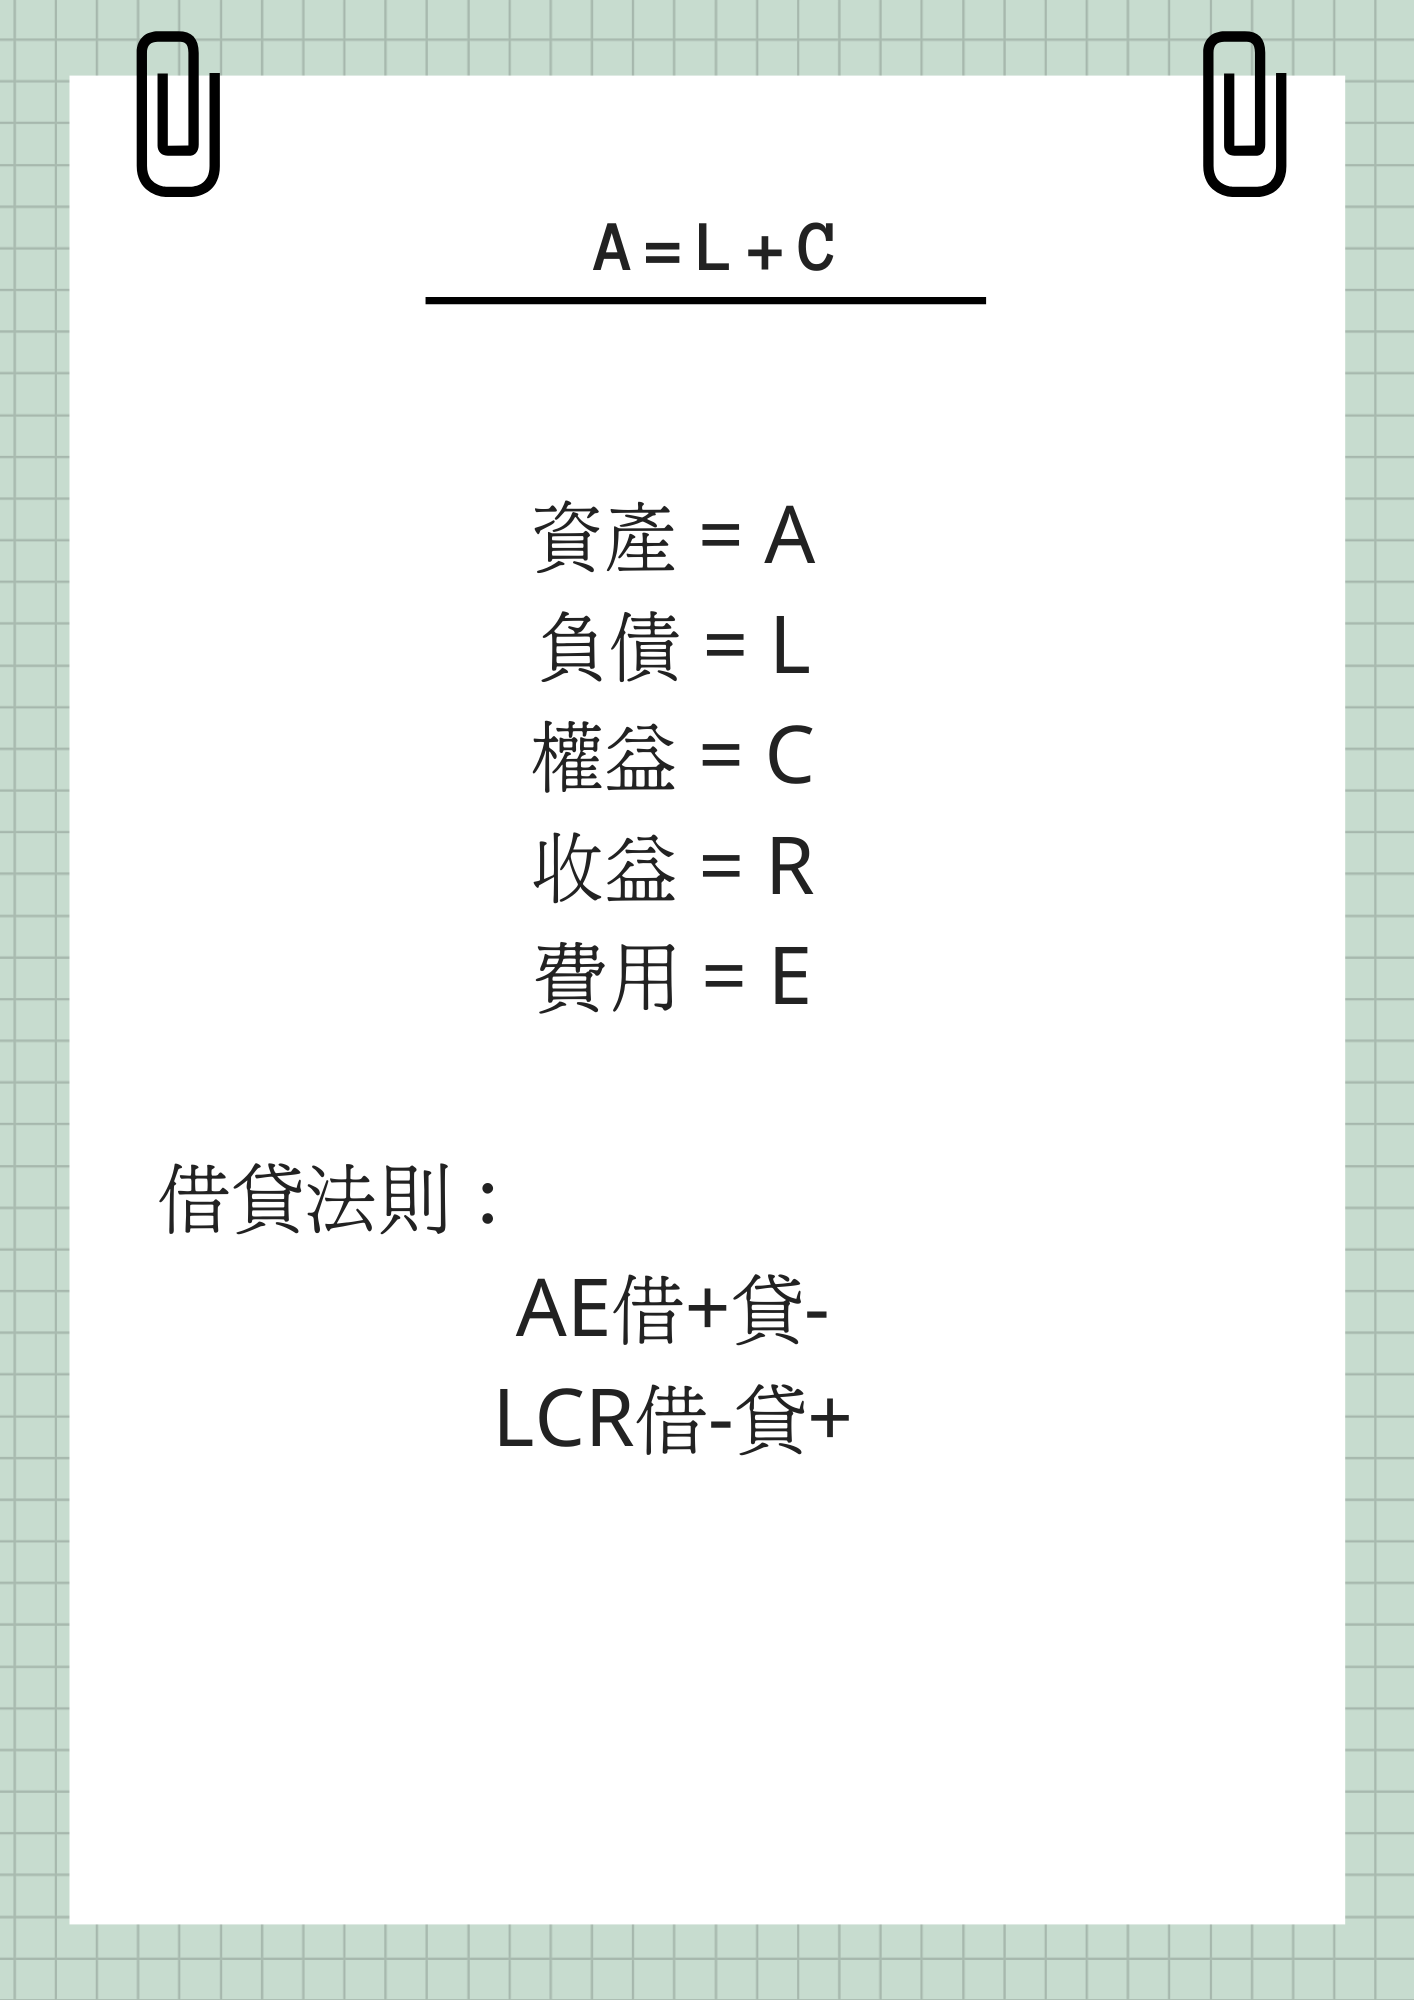 A=L+C
資產 = A
負債 = L
權益 = C
收益 = R
費用 = E
借貸法則：
AE借+貸-
LCR借-貸+